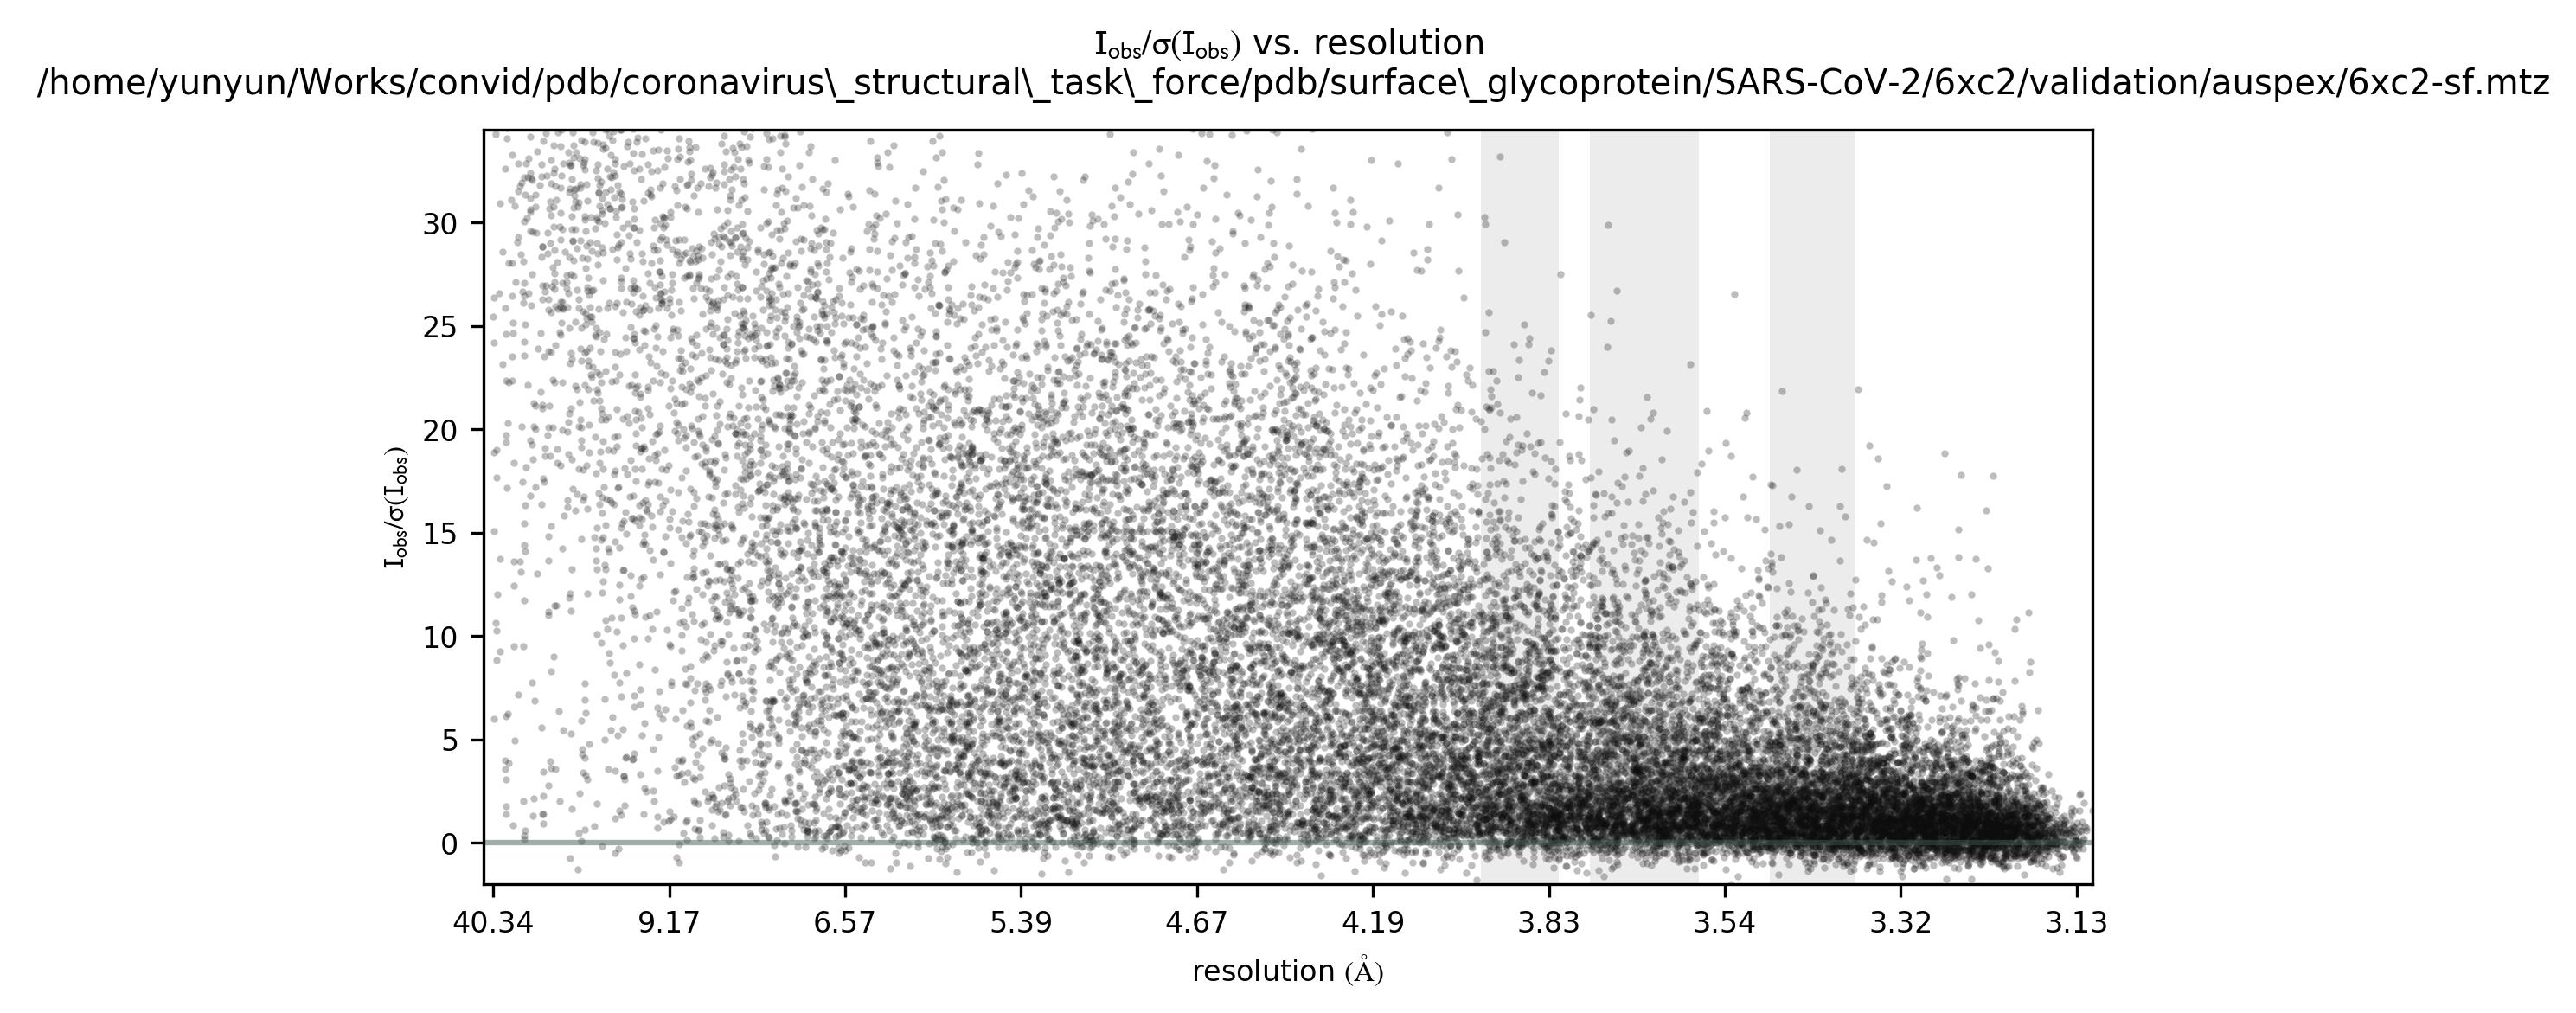 Iobs/σ(Iobs) vs. resolution
/home/yunyun/Works/convid/pdb/coronavirus\_structural\_task\_force/pdb/surface\_glycoprotein/SARS-CoV-2/6xc2/validation/auspex/6xc2-sf.mtz
30
25
20
15
10
5
0
Iobs/σ(Iobs)
40.34 9.17 6.57 5.39 4.67 4.19 3.83 3.54 3.32 3.13
resolution (Å)